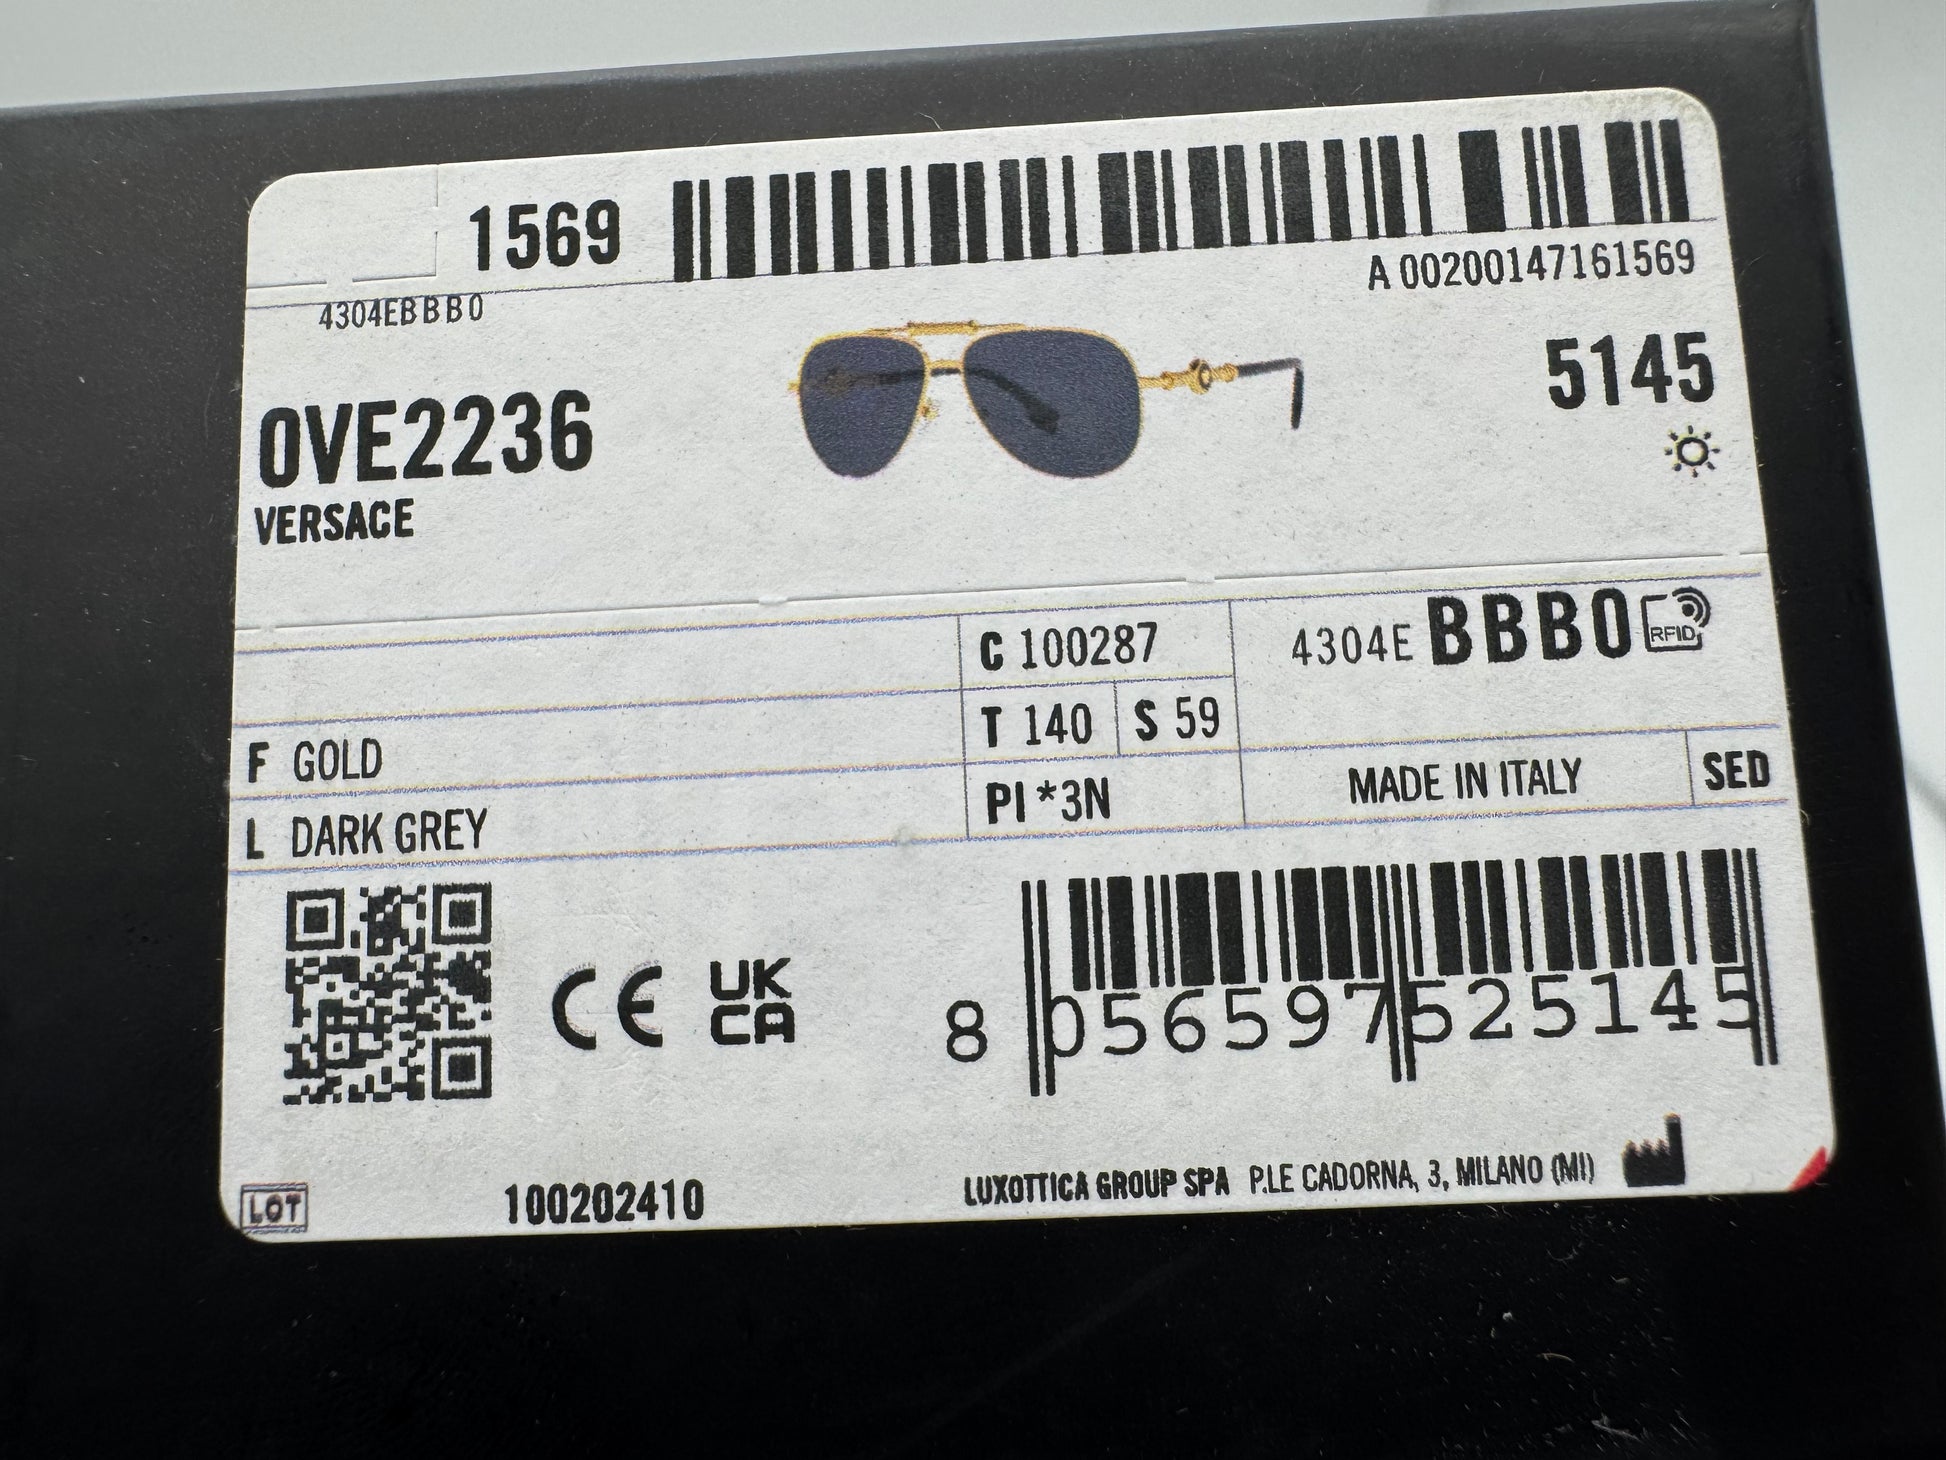 1569
A 00200147161569
4304EBBB0
0VE2236
5145
VERSACE
C 100287
4304E BBB0 RFID
T 140 S 59
F GOLD
PI *3N
MADE IN ITALY SED
L DARK GREY
CE UK CA
8 056597 525145
LOT 100202410
LUXOTTICA GROUP SPA P.LE CADORNA, 3, MILANO (MI)